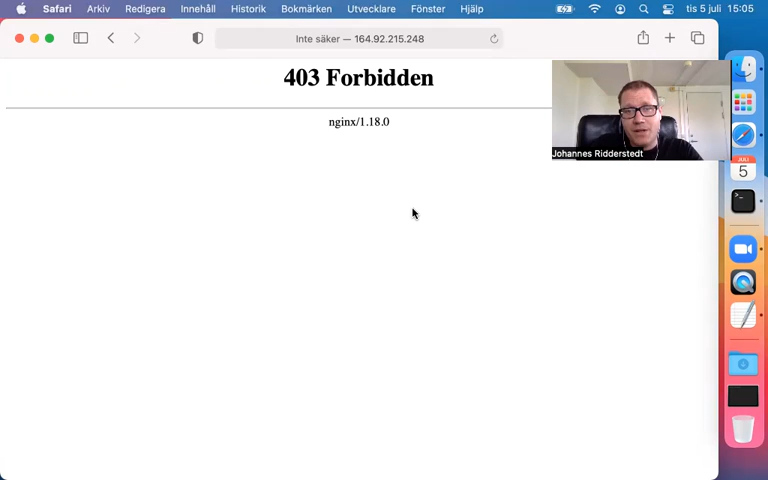 Safari Arkiv Redigera Innehåll Historik Bokmärken Utvecklare Fönster Hjälp tis 5 juli 15:05
Inte säker — 164.92.215.248
403 Forbidden
nginx/1.18.0
Johannes Ridderstedt
JULI
5